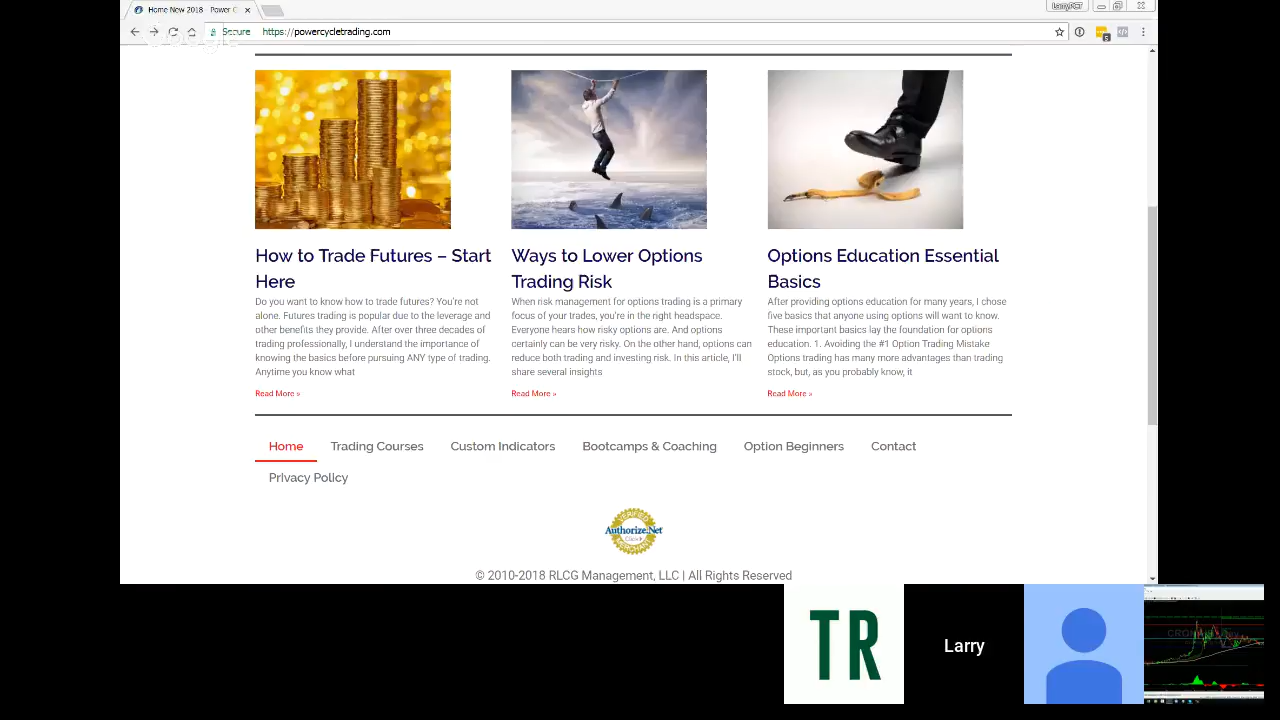 Home New 2018 - Power C
LarryPCT
Secure
https://powercycletrading.com
How to Trade Futures – Start
Here
Do you want to know how to trade futures? You're not
alone. Futures trading is popular due to the leverage and
other benefits they provide. After over three decades of
trading professionally, I understand the importance of
knowing the basics before pursuing ANY type of trading.
Anytime you know what
Read More »
Ways to Lower Options
Trading Risk
When risk management for options trading is a primary
focus of your trades, you're in the right headspace.
Everyone hears how risky options are. And options
certainly can be very risky. On the other hand, options can
reduce both trading and investing risk. In this article, I'll
share several insights
Read More »
Options Education Essential
Basics
After providing options education for many years, I chose
five basics that anyone using options will want to know.
These important basics lay the foundation for options
education. 1. Avoiding the #1 Option Trading Mistake
Options trading has many more advantages than trading
stock, but, as you probably know, it
Read More »
Home Trading Courses Custom Indicators Bootcamps & Coaching Option Beginners Contact
Privacy Policy
VERIFIED
Authorize.Net
Click
© 2010-2018 RLCG Management, LLC | All Rights Reserved
TR
Larry